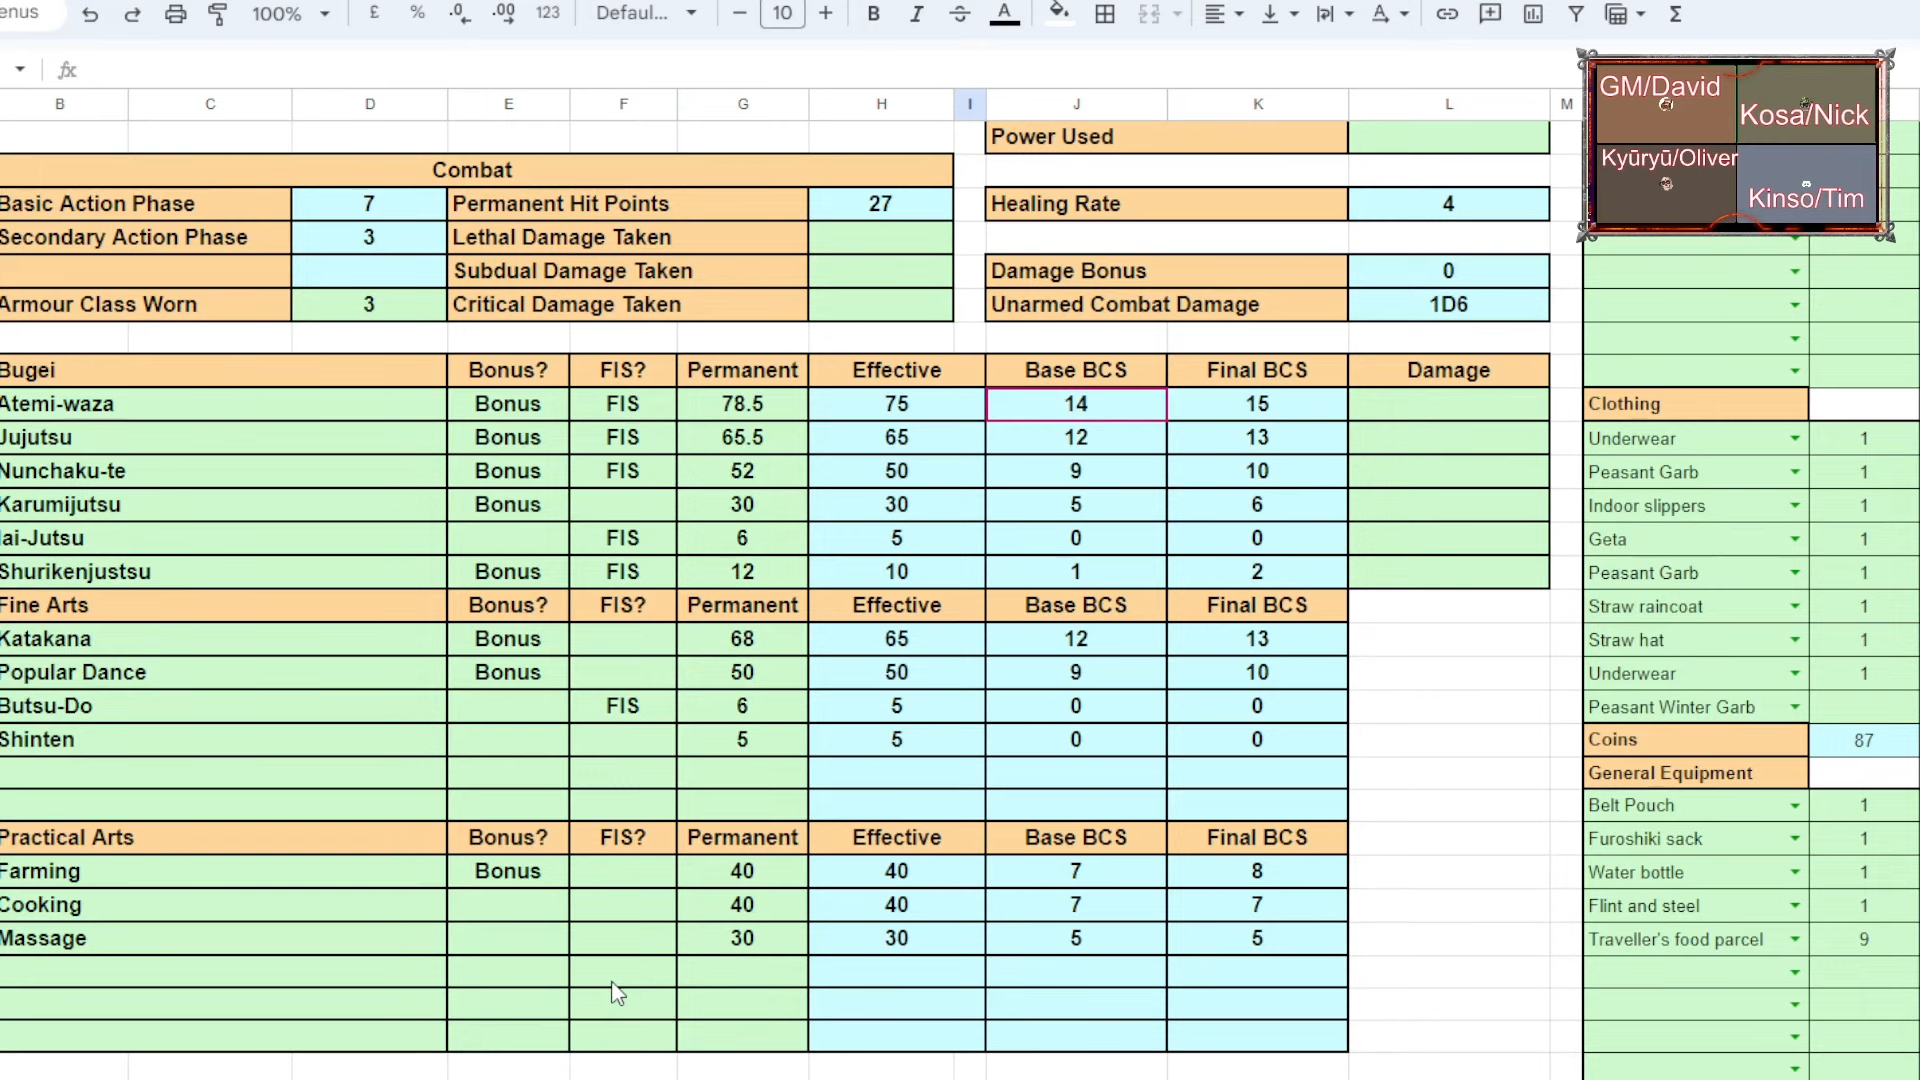 enus 100% £ % .0 .00 123 Defaul... 10 B I A Σ
fx
B C D E F G H I J K L M
GM/David
Kosa/Nick
Kyūryū/Oliver
Kinso/Tim
Power Used
Combat
Basic Action Phase 7 Permanent Hit Points 27 Healing Rate 4
Secondary Action Phase 3 Lethal Damage Taken
Subdual Damage Taken Damage Bonus 0
Armour Class Worn 3 Critical Damage Taken Unarmed Combat Damage 1D6
Bugei Bonus? FIS? Permanent Effective Base BCS Final BCS Damage
Atemi-waza Bonus FIS 78.5 75 14 15
Jujutsu Bonus FIS 65.5 65 12 13
Nunchaku-te Bonus FIS 52 50 9 10
Karumijutsu Bonus 30 30 5 6
Iai-Jutsu FIS 6 5 0 0
Shurikenjustsu Bonus FIS 12 10 1 2
Fine Arts Bonus? FIS? Permanent Effective Base BCS Final BCS
Katakana Bonus 68 65 12 13
Popular Dance Bonus 50 50 9 10
Butsu-Do FIS 6 5 0 0
Shinten 5 5 0 0
Practical Arts Bonus? FIS? Permanent Effective Base BCS Final BCS
Farming Bonus 40 40 7 8
Cooking 40 40 7 7
Massage 30 30 5 5
Clothing
Underwear 1
Peasant Garb 1
Indoor slippers 1
Geta 1
Peasant Garb 1
Straw raincoat 1
Straw hat 1
Underwear 1
Peasant Winter Garb
Coins 87
General Equipment
Belt Pouch 1
Furoshiki sack 1
Water bottle 1
Flint and steel 1
Traveller's food parcel 9